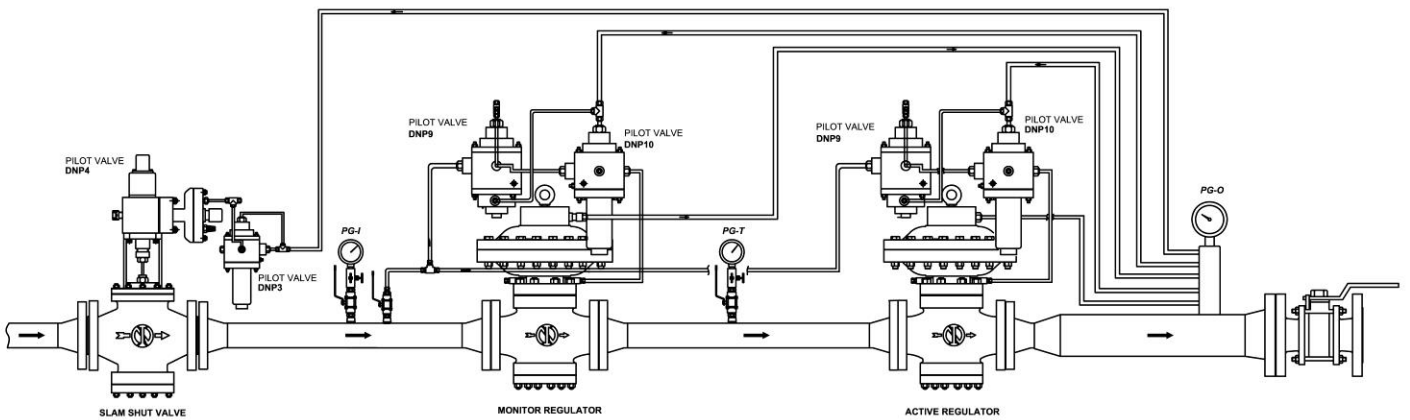 PILOT VALVE
DNP4
PILOT VALVE
DNP3
PG-I
PILOT VALVE
DNP9
PILOT VALVE
DNP10
PG-T
PILOT VALVE
DNP9
PILOT VALVE
DNP10
PG-O
SLAM SHUT VALVE
MONITOR REGULATOR
ACTIVE REGULATOR